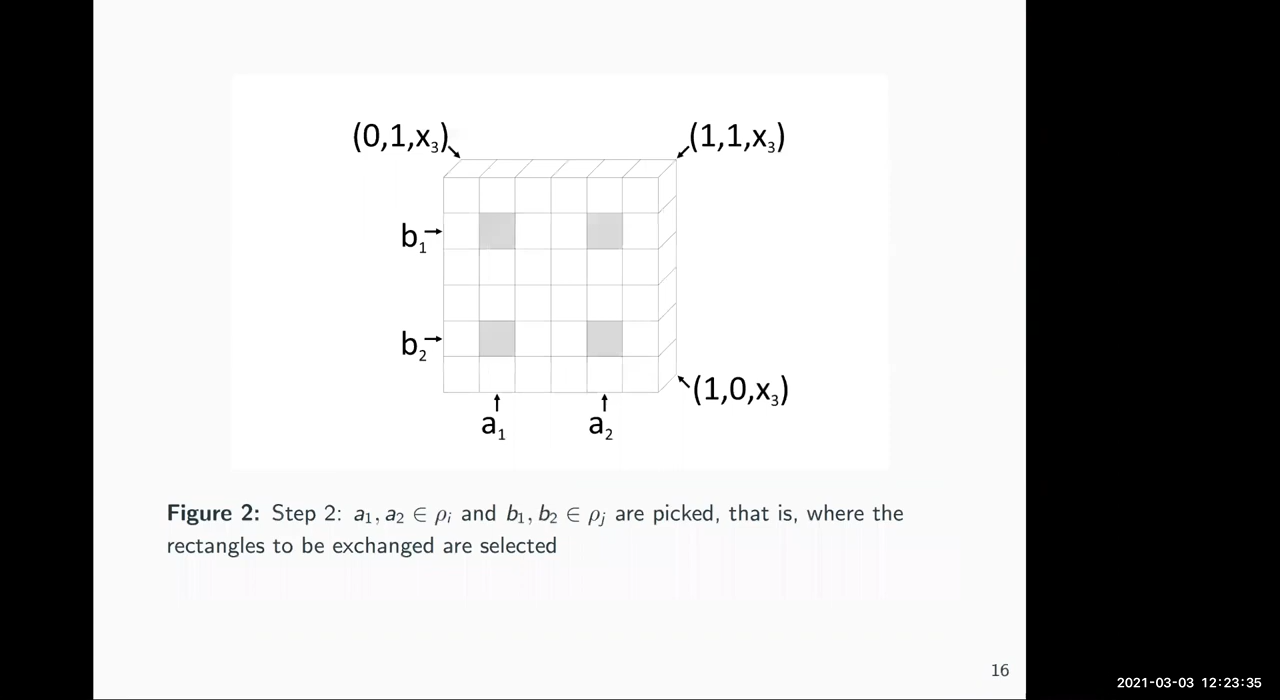 (0,1,x₃)
(1,1,x₃)
b₁
b₂
(1,0,x₃)
a₁
a₂
Figure 2: Step 2: a₁, a₂ ∈ ρᵢ and b₁, b₂ ∈ ρⱼ are picked, that is, where the
rectangles to be exchanged are selected
16
2021-03-03 12:23:35